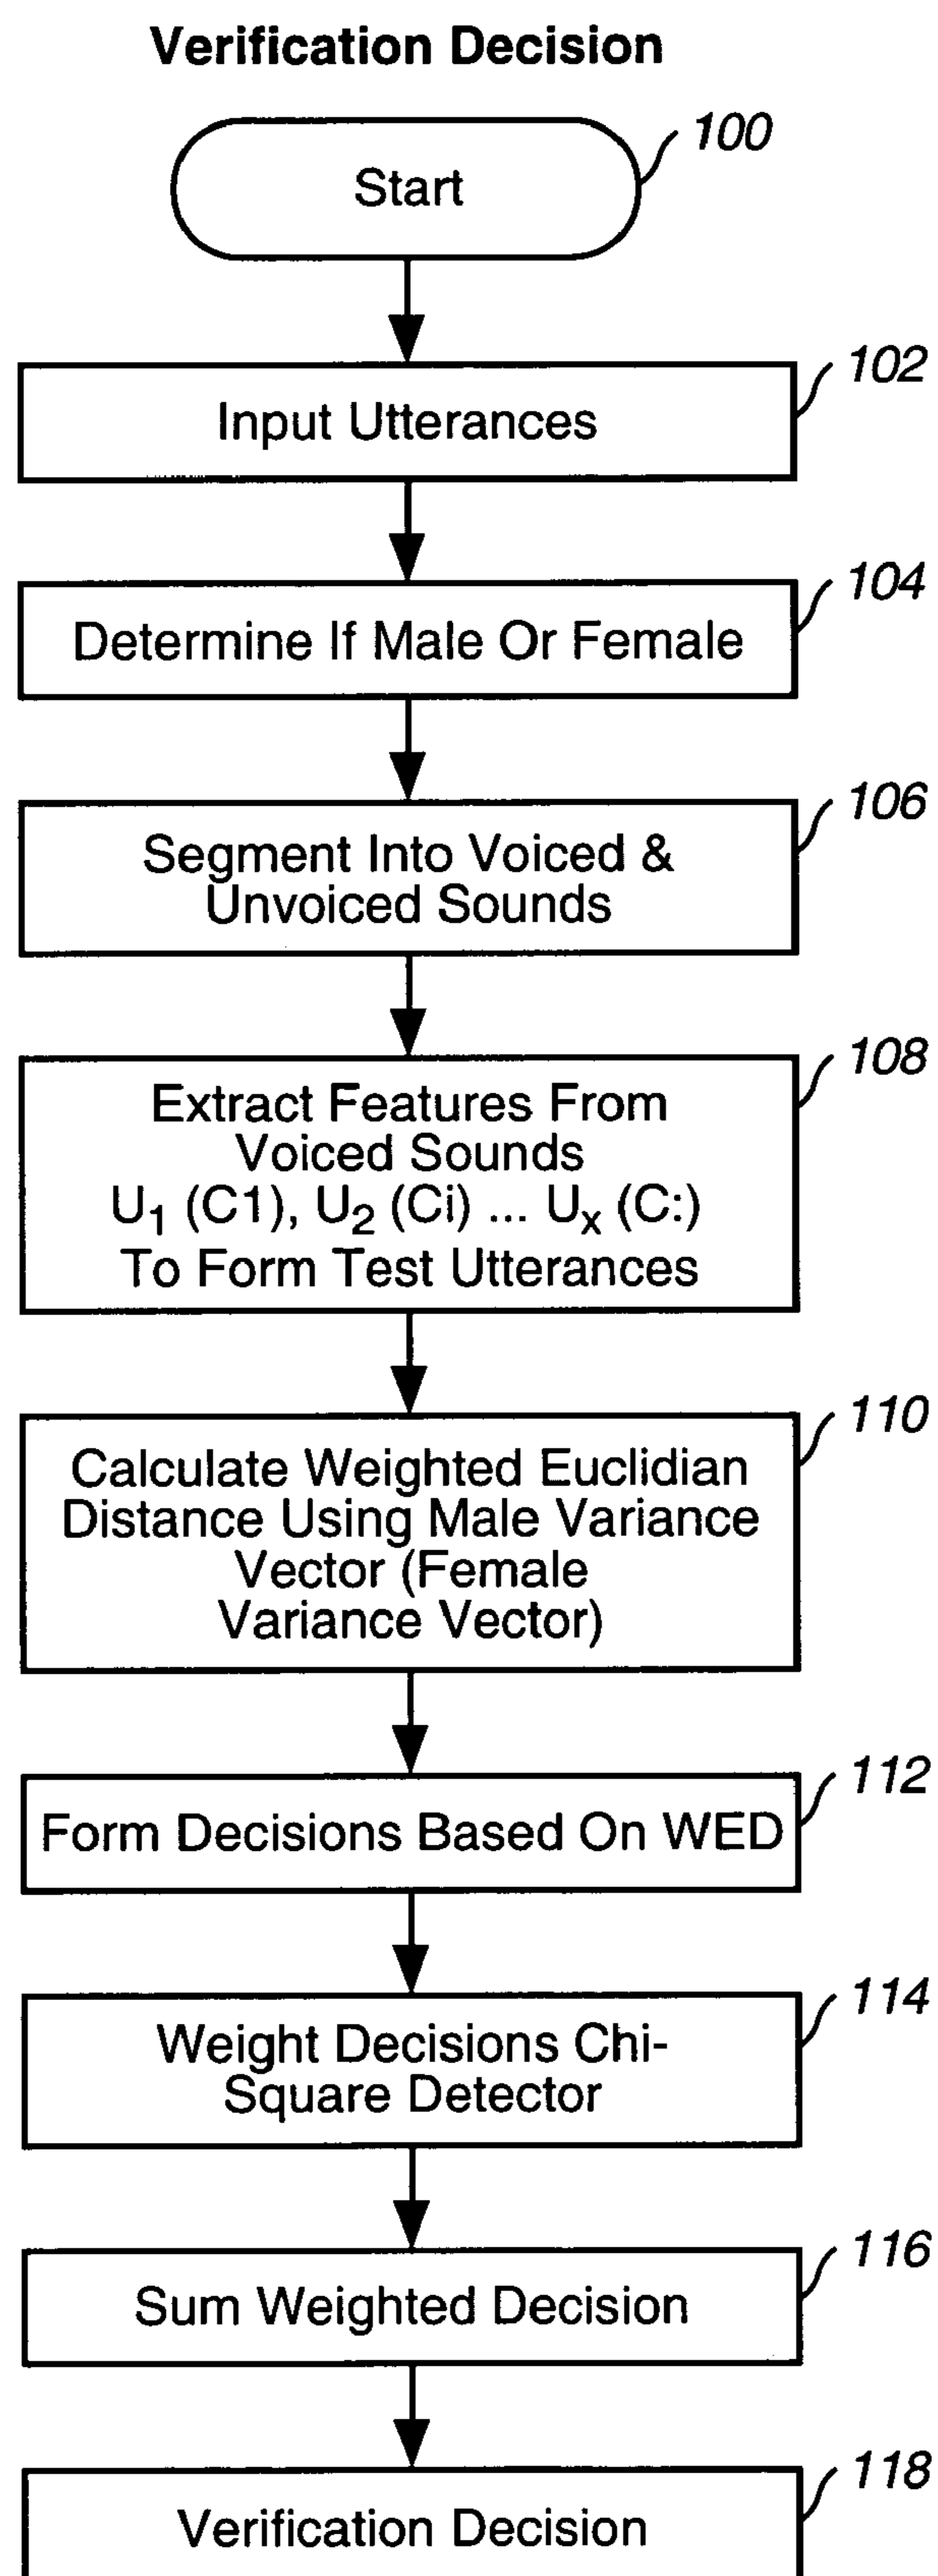 Verification Decision
100
Start
102
Input Utterances
104
Determine If Male Or Female
106
Segment Into Voiced &
Unvoiced Sounds
108
Extract Features From
Voiced Sounds
U₁ (C1), U₂ (Ci) ... Uₓ (C:)
To Form Test Utterances
110
Calculate Weighted Euclidian
Distance Using Male Variance
Vector (Female
Variance Vector)
112
Form Decisions Based On WED
114
Weight Decisions Chi-
Square Detector
116
Sum Weighted Decision
118
Verification Decision